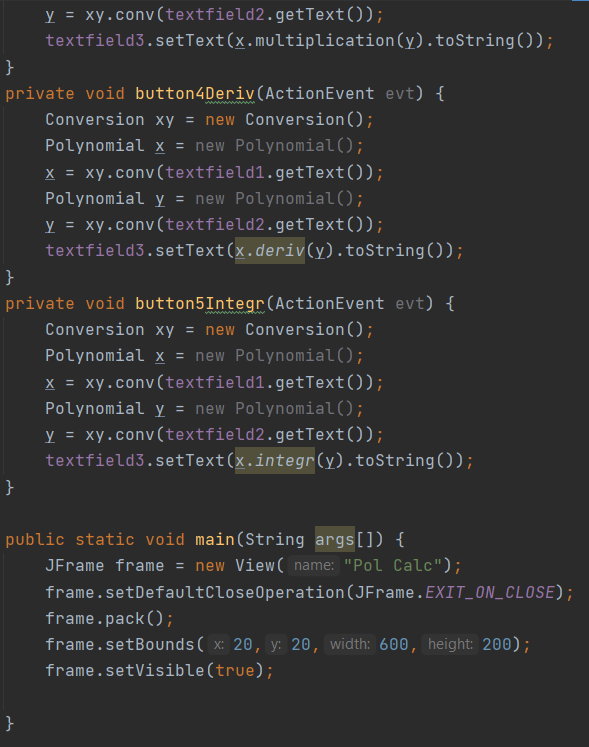 y = xy.conv(textfield2.getText());
textfield3.setText(x.multiplication(y).toString());
}
private void button4Deriv(ActionEvent evt) {
Conversion xy = new Conversion();
Polynomial x = new Polynomial();
x = xy.conv(textfield1.getText());
Polynomial y = new Polynomial();
y = xy.conv(textfield2.getText());
textfield3.setText(x.deriv(y).toString());
}
private void button5Integr(ActionEvent evt) {
Conversion xy = new Conversion();
Polynomial x = new Polynomial();
x = xy.conv(textfield1.getText());
Polynomial y = new Polynomial();
y = xy.conv(textfield2.getText());
textfield3.setText(x.integr(y).toString());
}
public static void main(String args[]) {
JFrame frame = new View( name: "Pol Calc");
frame.setDefaultCloseOperation(JFrame.EXIT_ON_CLOSE);
frame.pack();
frame.setBounds( x: 20, y: 20, width: 600, height: 200);
frame.setVisible(true);
}